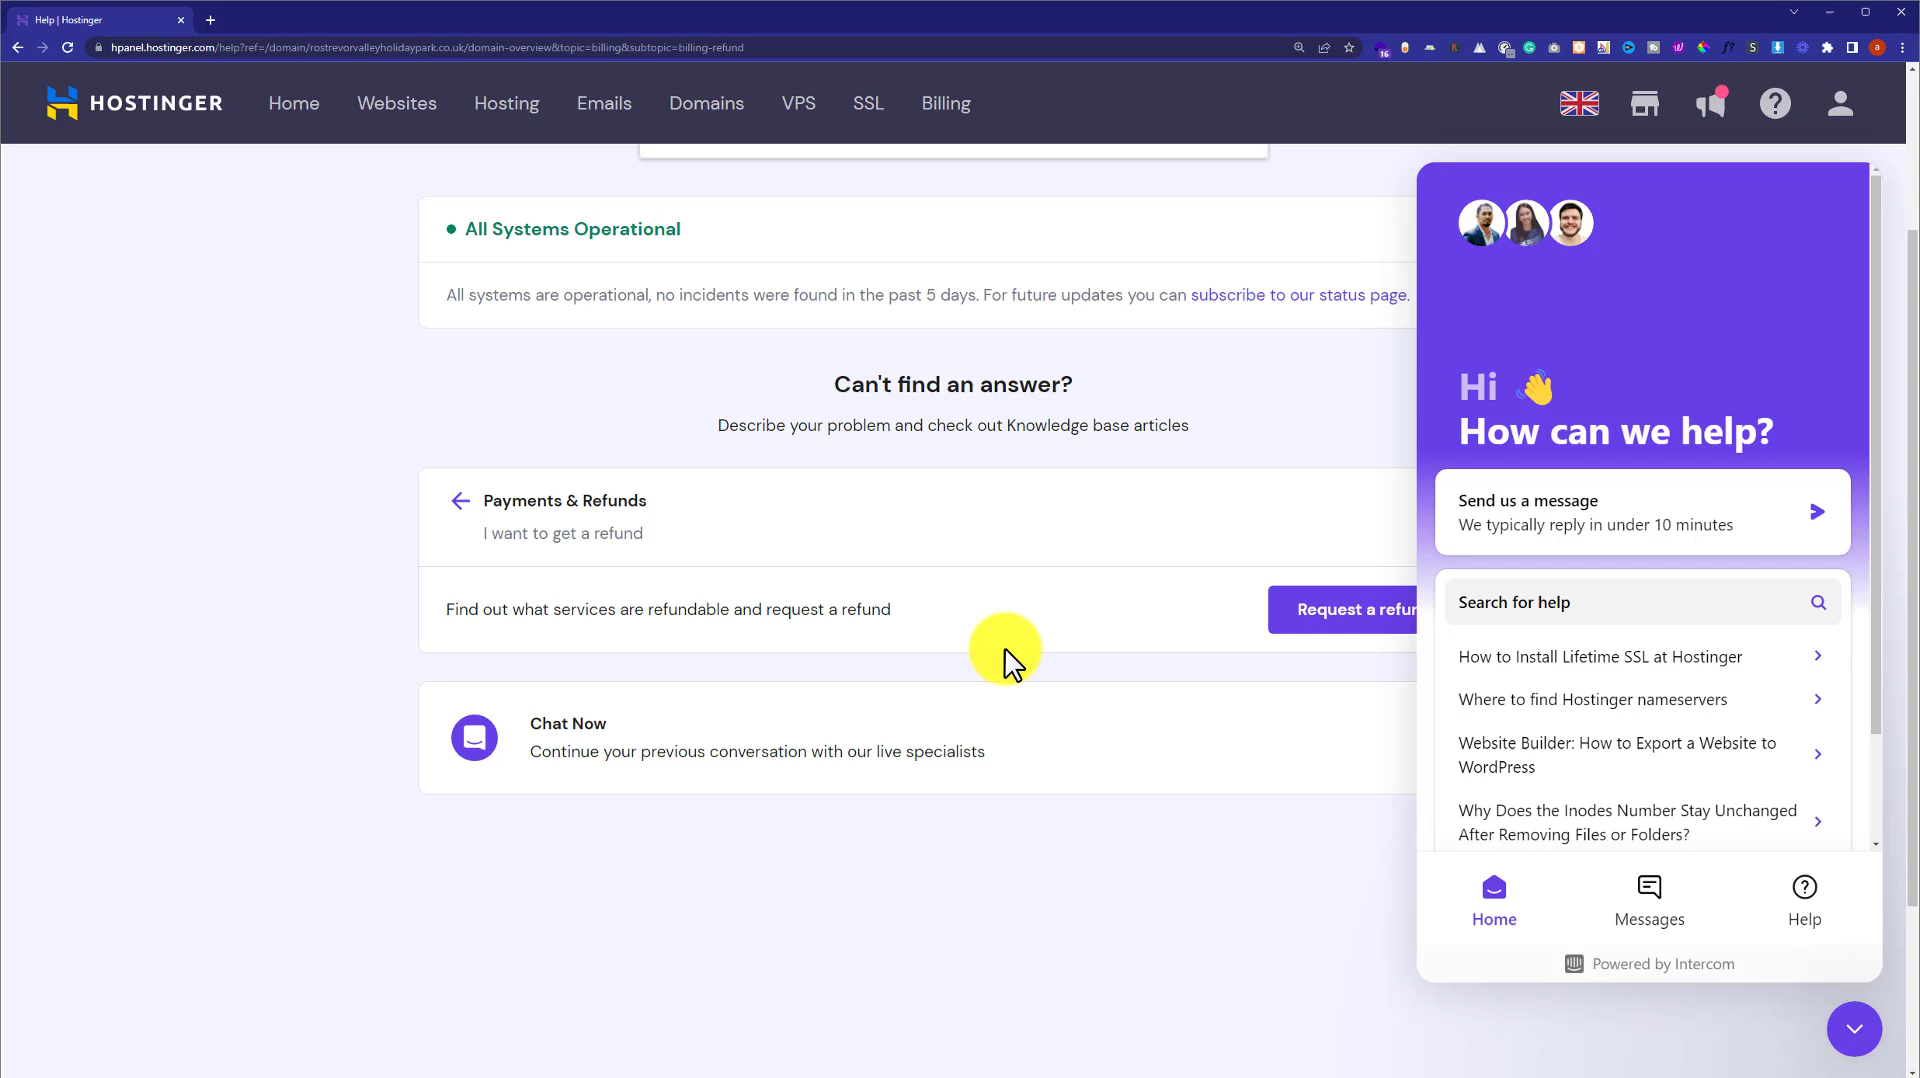 Help | Hostinger
hpanel.hostinger.com/help?ref=/domain/rostrevorvalleyholidaypark.co.uk/domain-overview&topic=billing&subtopic=billing-refund
16
a
HOSTINGER
Home
Websites
Hosting
Emails
Domains
VPS
SSL
Billing
All Systems Operational
All systems are operational, no incidents were found in the past 5 days. For future updates you can subscribe to our status page.
Can't find an answer?
Describe your problem and check out Knowledge base articles
Payments & Refunds
I want to get a refund
Find out what services are refundable and request a refund
Request a refun
Chat Now
Continue your previous conversation with our live specialists
Hi 👋
How can we help?
Send us a message
We typically reply in under 10 minutes
Search for help
How to Install Lifetime SSL at Hostinger
Where to find Hostinger nameservers
Website Builder: How to Export a Website to
WordPress
Why Does the Inodes Number Stay Unchanged
After Removing Files or Folders?
Home
Messages
Help
Powered by Intercom